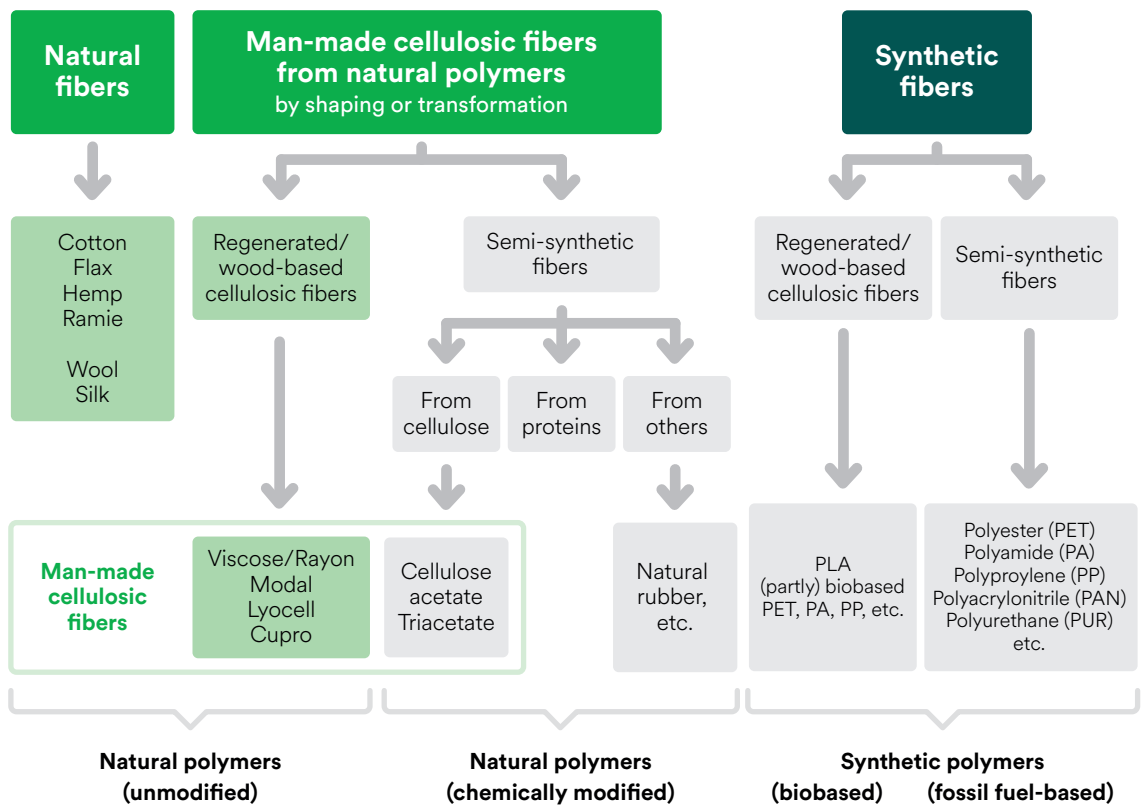 Natural
fibers
Man-made cellulosic fibers
from natural polymers
by shaping or transformation
Synthetic
fibers
Cotton
Flax
Hemp
Ramie
Wool
Silk
Regenerated/
wood-based
cellulosic fibers
Semi-synthetic
fibers
Regenerated/
wood-based
cellulosic fibers
Semi-synthetic
fibers
From
cellulose
From
proteins
From
others
Man-made
cellulosic
fibers
Viscose/Rayon
Modal
Lyocell
Cupro
Cellulose
acetate
Triacetate
Natural
rubber,
etc.
PLA
(partly) biobased
PET, PA, PP, etc.
Polyester (PET)
Polyamide (PA)
Polyproylene (PP)
Polyacrylonitrile (PAN)
Polyurethane (PUR)
etc.
Natural polymers
(unmodified)
Natural polymers
(chemically modified)
Synthetic polymers
(biobased) (fossil fuel-based)